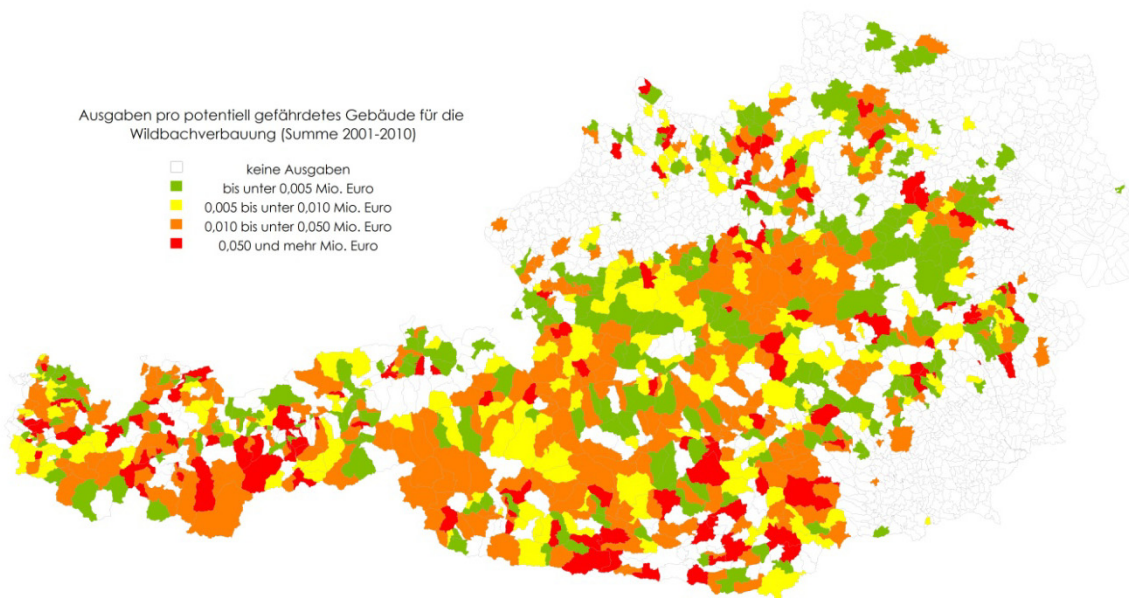 Ausgaben pro potentiell gefährdetes Gebäude für die
Wildbachverbauung (Summe 2001-2010)
keine Ausgaben
bis unter 0,005 Mio. Euro
0,005 bis unter 0,010 Mio. Euro
0,010 bis unter 0,050 Mio. Euro
0,050 und mehr Mio. Euro